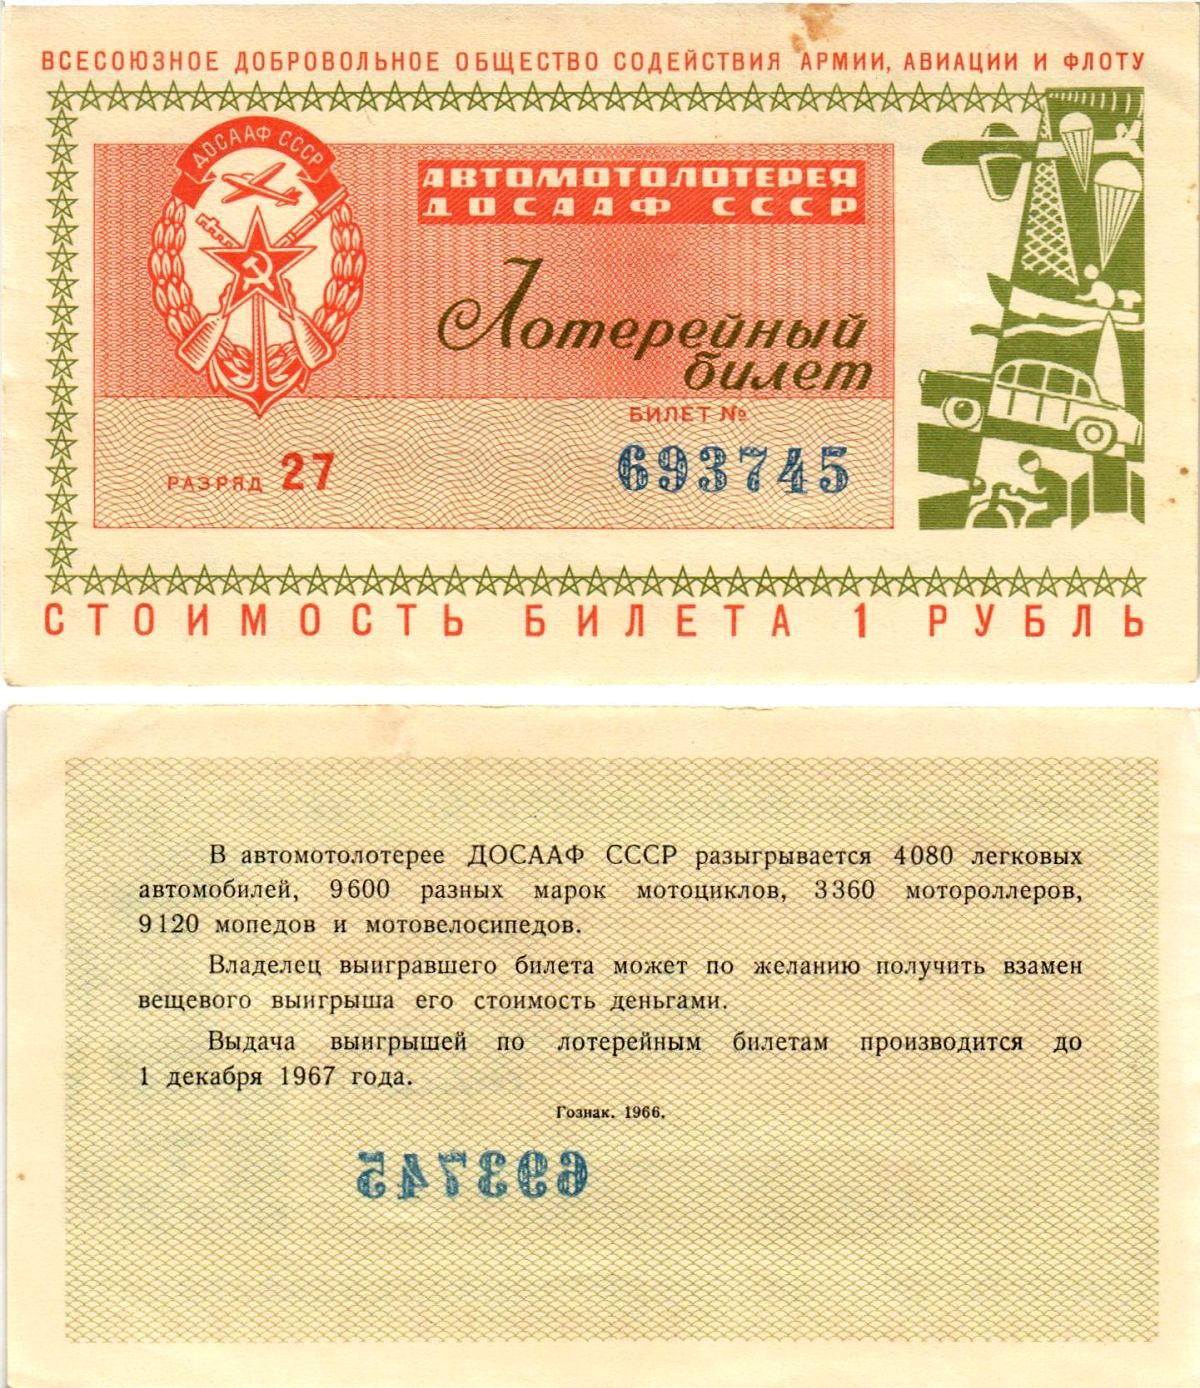 ВСЕСОЮЗНОЕ ДОБРОВОЛЬНОЕ ОБЩЕСТВО СОДЕЙСТВИЯ АРМИИ, АВИАЦИИ И ФЛОТУ
ДОСААФ СССР
АВТОМОТОЛОТЕРЕЯ
ДОСААФ СССР
Лотерейный
билет
БИЛЕТ №
РАЗРЯД 27
693745
СТОИМОСТЬ БИЛЕТА 1 РУБЛЬ
В автомотолотерее ДОСААФ СССР разыгрывается 4080 легковых
автомобилей, 9600 разных марок мотоциклов, 3360 мотороллеров,
9120 мопедов и мотовелосипедов.
Владелец выигравшего билета может по желанию получить взамен
вещевого выигрыша его стоимость деньгами.
Выдача выигрышей по лотерейным билетам производится до
1 декабря 1967 года.
Гознак. 1966.
693745